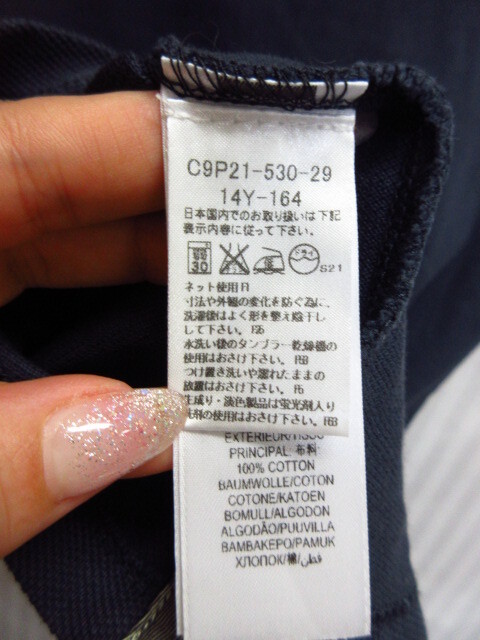 C9P21-530-29
14Y-164
日本国内でのお取り扱いは下記
表示内容に従って下さい。
30 ドライ S21
ネット使用 R
寸法や外観の変化を防ぐ為に、
洗濯後はよく形を整え陰干し
して下さい。
水洗い後のタンブラー乾燥機の
使用はおさけ下さい。
つけ置き洗いや濡れたままの
放置はおさけ下さい。
生成り・淡色製品は蛍光剤入り
洗剤の使用はおさけ下さい。
EXTERIEUR/TISSU
PRINCIPAL: 布料:
100% COTTON
BAUMWOLLE/COTON
COTONE/KATOEN
BOMULL/ALGODON
ALGODÃO/PUUVILLA
BAMBAKEPO/PAMUK
ХЛОПОК/棉/قطن